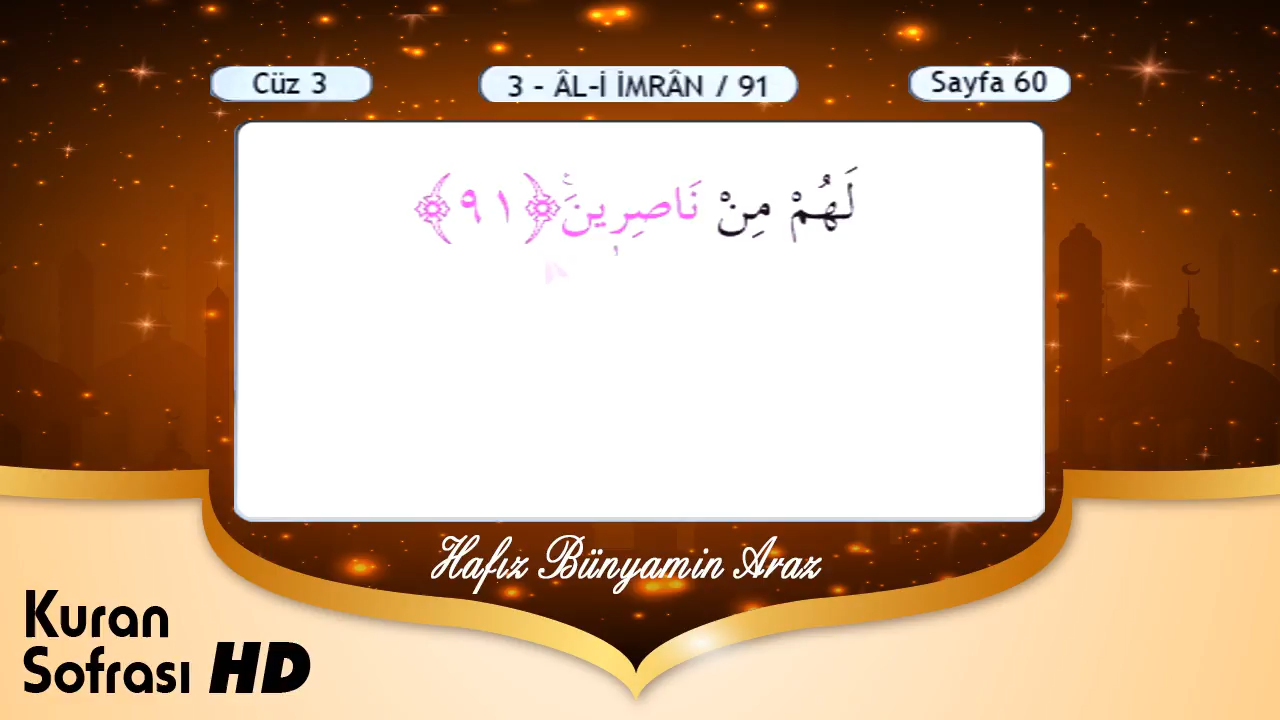 Cüz 3
3 - ÂL-İ İMRÂN / 91
Sayfa 60
لَهُمْ مِنْ نَاصِرِينَۚ ﴿٩١﴾
Hafız Bünyamin Araz
Kuran
Sofrası HD